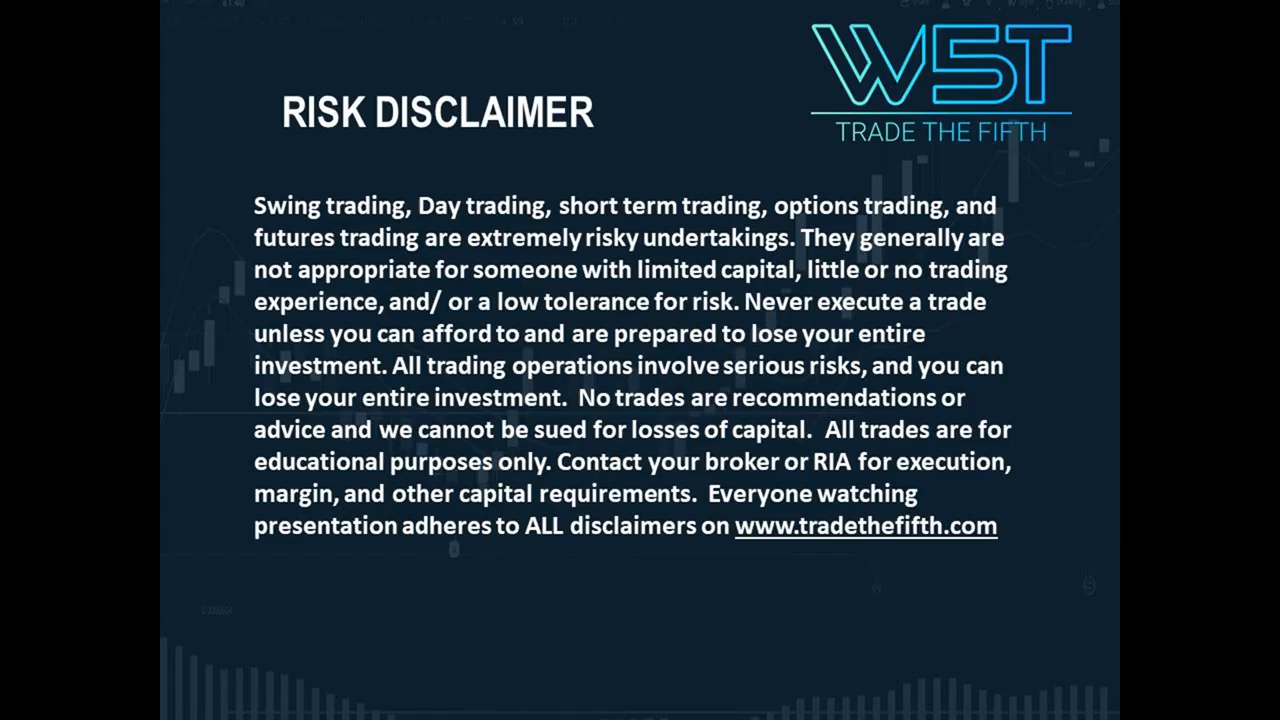 W5T
TRADE THE FIFTH
RISK DISCLAIMER
Swing trading, Day trading, short term trading, options trading, and
futures trading are extremely risky undertakings. They generally are
not appropriate for someone with limited capital, little or no trading
experience, and/ or a low tolerance for risk. Never execute a trade
unless you can afford to and are prepared to lose your entire
investment. All trading operations involve serious risks, and you can
lose your entire investment.  No trades are recommendations or
advice and we cannot be sued for losses of capital.  All trades are for
educational purposes only. Contact your broker or RIA for execution,
margin, and other capital requirements.  Everyone watching
presentation adheres to ALL disclaimers on www.tradethefifth.com